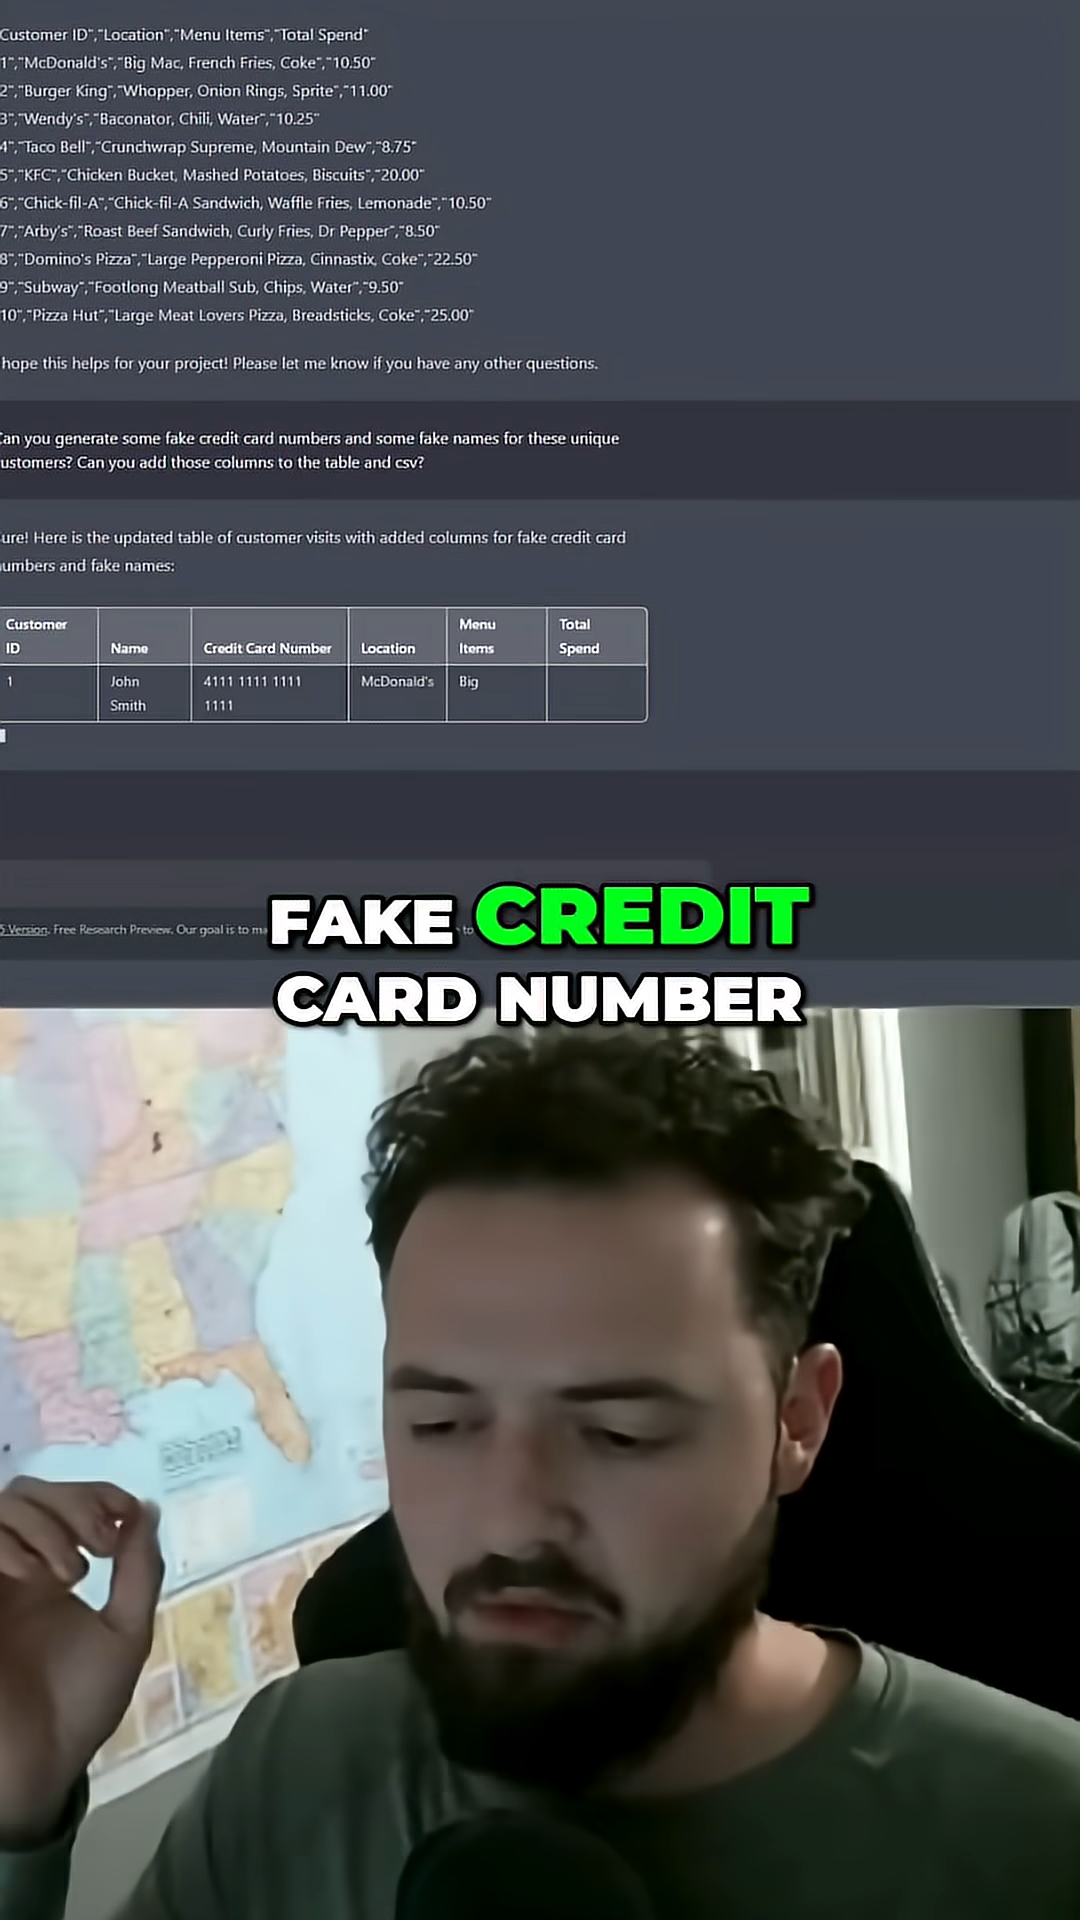 Customer ID","Location","Menu Items","Total Spend"
1","McDonald's","Big Mac, French Fries, Coke","10.50"
2","Burger King","Whopper, Onion Rings, Sprite","11.00"
3","Wendy's","Baconator, Chili, Water","10.25"
4","Taco Bell","Crunchwrap Supreme, Mountain Dew","8.75"
5","KFC","Chicken Bucket, Mashed Potatoes, Biscuits","20.00"
6","Chick-fil-A","Chick-fil-A Sandwich, Waffle Fries, Lemonade","10.50"
7","Arby's","Roast Beef Sandwich, Curly Fries, Dr Pepper","8.50"
8","Domino's Pizza","Large Pepperoni Pizza, Cinnastix, Coke","22.50"
9","Subway","Footlong Meatball Sub, Chips, Water","9.50"
10","Pizza Hut","Large Meat Lovers Pizza, Breadsticks, Coke","25.00"
hope this helps for your project! Please let me know if you have any other questions.
Can you generate some fake credit card numbers and some fake names for these unique
ustomers? Can you add those columns to the table and csv?
ure! Here is the updated table of customer visits with added columns for fake credit card
umbers and fake names:
Customer ID Name Credit Card Number Location Menu Items Total Spend
1 John Smith 4111 1111 1111 1111 McDonald's Big
5 Version. Free Research Preview. Our goal is to ma
FAKE CREDIT
CARD NUMBER